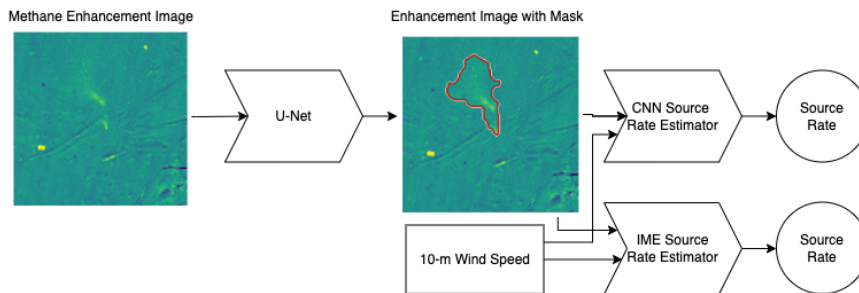 Methane Enhancement Image
Enhancement Image with Mask
U-Net
CNN Source
Rate Estimator
Source
Rate
10-m Wind Speed
IME Source
Rate Estimator
Source
Rate